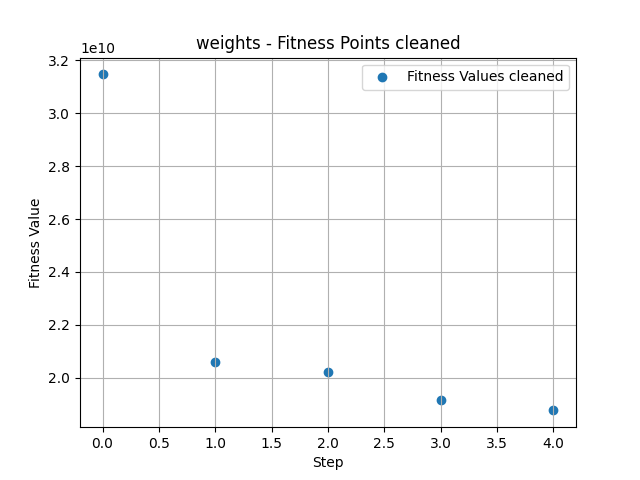 weights - Fitness Points cleaned
1e10
Fitness Values cleaned
3.2
3.0
2.8
2.6
2.4
2.2
2.0
Fitness Value
0.0 0.5 1.0 1.5 2.0 2.5 3.0 3.5 4.0
Step